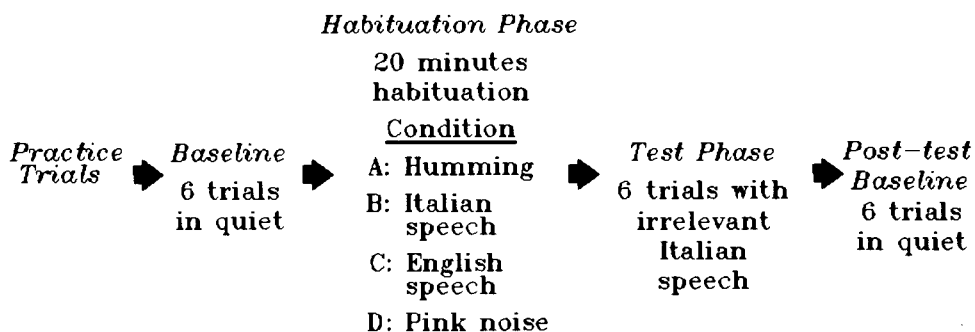 Habituation Phase
20 minutes
habituation
Condition
A: Humming
B: Italian
speech
C: English
speech
D: Pink noise
Practice
Trials
Baseline
6 trials
in quiet
Test Phase
6 trials with
irrelevant
Italian
speech
Post-test
Baseline
6 trials
in quiet